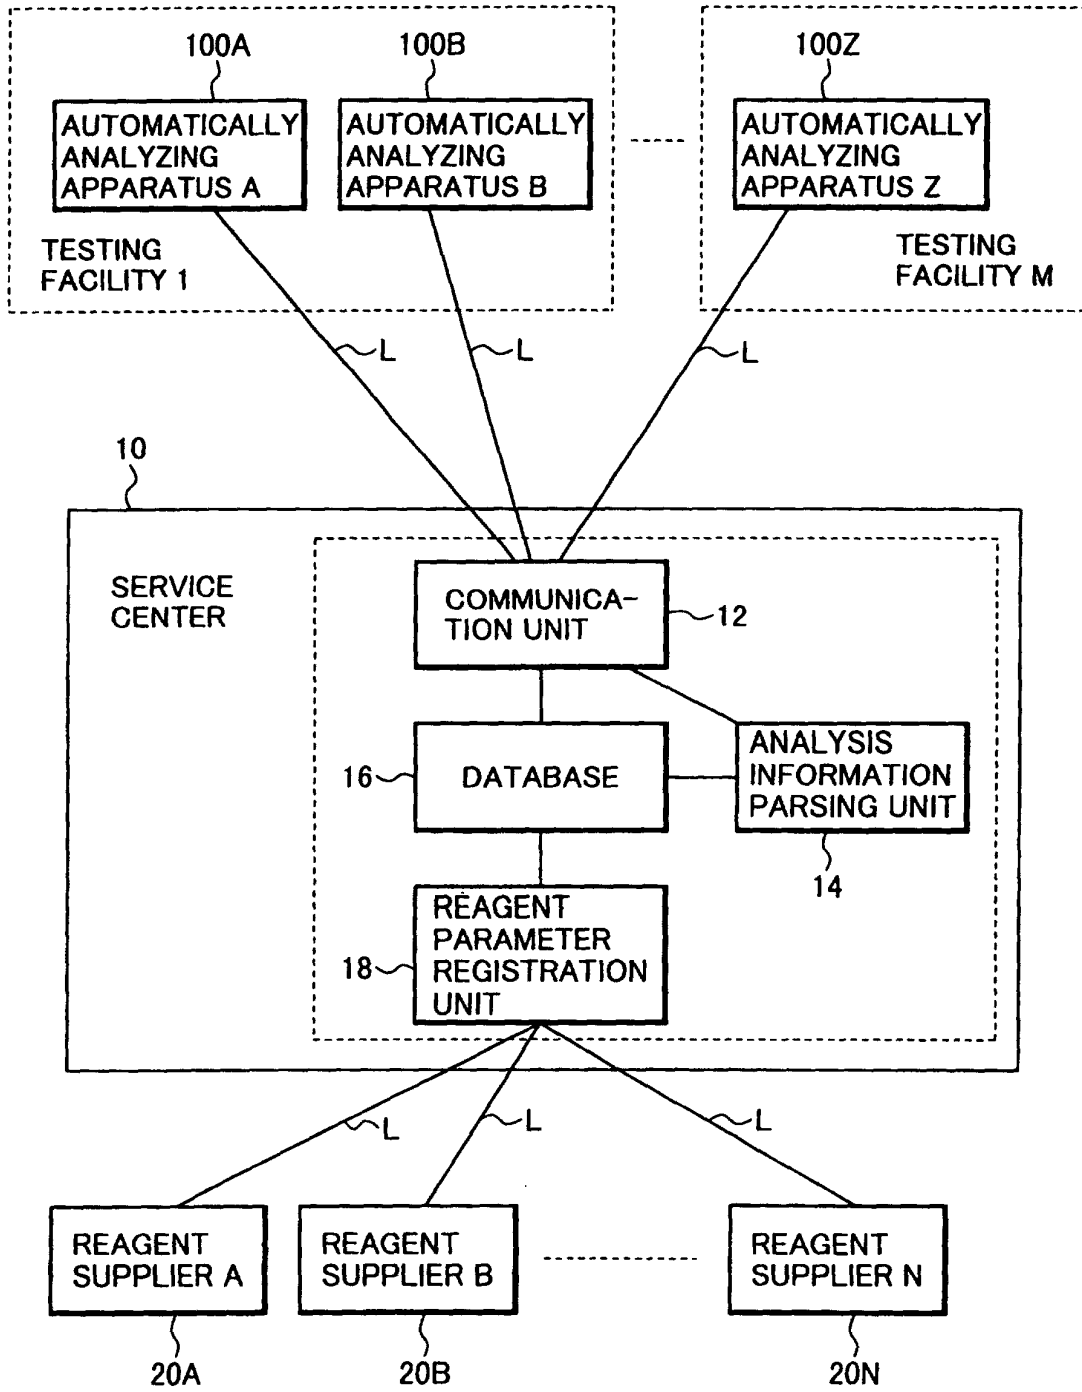 100A
100B
100Z
AUTOMATICALLY
ANALYZING
APPARATUS A
AUTOMATICALLY
ANALYZING
APPARATUS B
AUTOMATICALLY
ANALYZING
APPARATUS Z
TESTING
FACILITY 1
TESTING
FACILITY M
L
L
L
10
SERVICE
CENTER
COMMUNICA-
TION UNIT
12
16
DATABASE
ANALYSIS
INFORMATION
PARSING UNIT
14
18
REAGENT
PARAMETER
REGISTRATION
UNIT
L
L
L
REAGENT
SUPPLIER A
REAGENT
SUPPLIER B
REAGENT
SUPPLIER N
20A
20B
20N